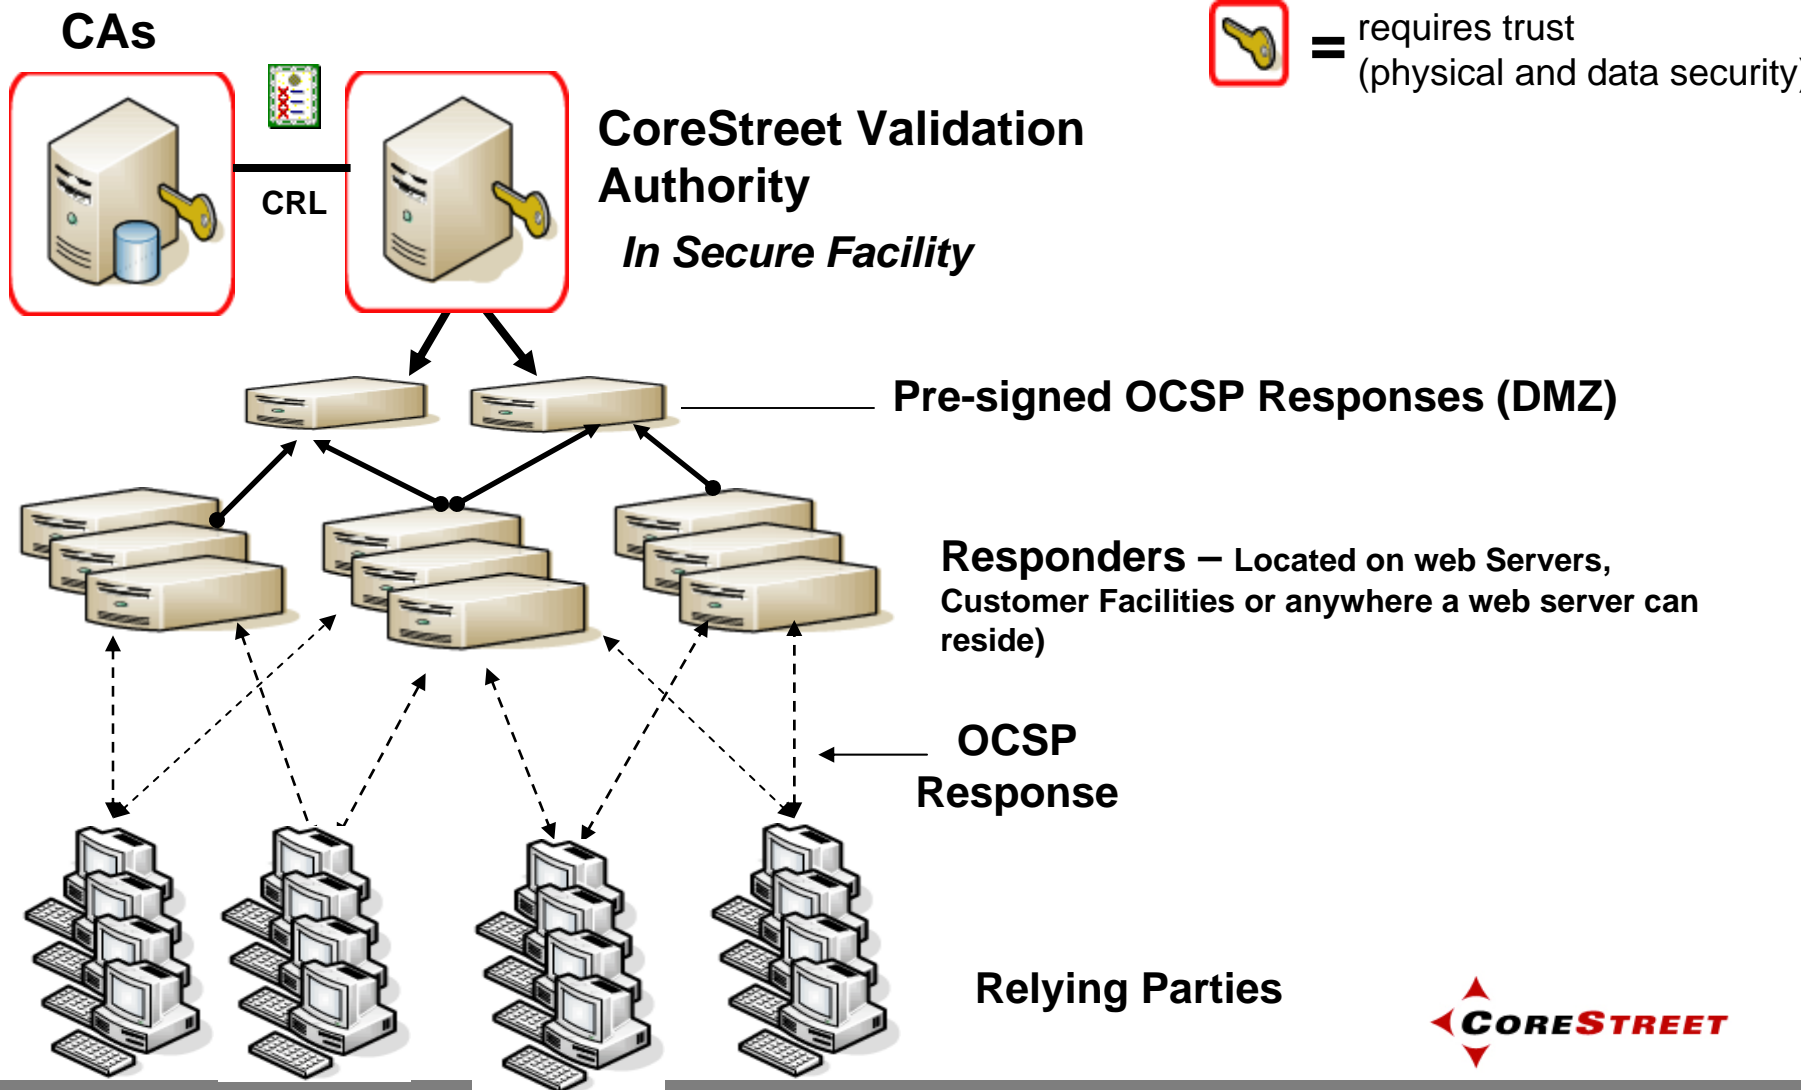 CAs
requires trust
(physical and data security)
=
CRL
CoreStreet Validation
Authority
In Secure Facility
Pre-signed OCSP Responses (DMZ)
Responders – Located on web Servers,
Customer Facilities or anywhere a web server can
reside)
OCSP
Response
Relying Parties
CORESTREET